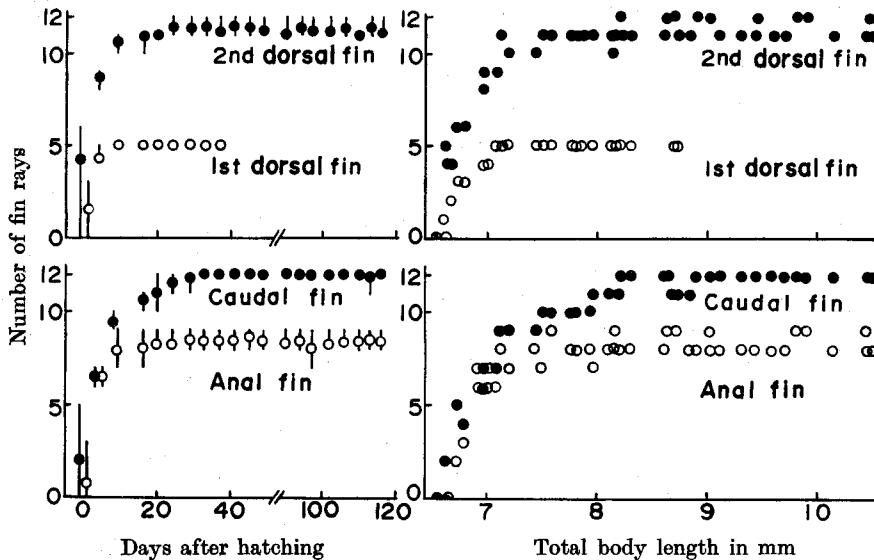 Number of fin rays
12
10
5
0
2nd dorsal fin
1st dorsal fin
12
10
5
0
2nd dorsal fin
1st dorsal fin
12
10
5
0
Caudal fin
Anal fin
0 20 40 100 120
Days after hatching
12
10
5
0
Caudal fin
Anal fin
7 8 9 10
Total body length in mm